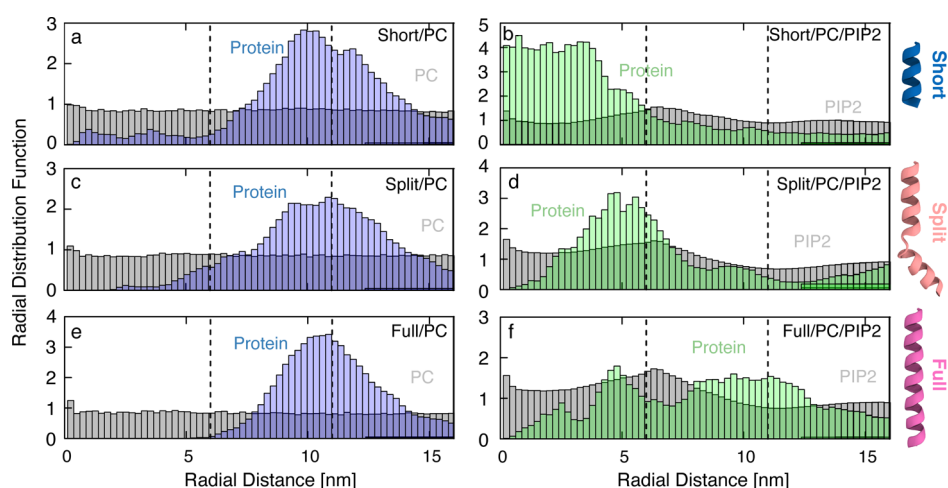 Radial Distribution Function
a
Short/PC
Protein
PC
3
2
1
0
b
Short/PC/PIP2
Protein
PIP2
5
4
3
2
1
0
Short
c
Split/PC
Protein
PC
3
2
1
0
d
Split/PC/PIP2
Protein
PIP2
4
3
2
1
0
Split
e
Full/PC
Protein
PC
4
3
2
1
0
0 5 10 15
Radial Distance [nm]
f
Full/PC/PIP2
Protein
PIP2
3
2
1
0
0 5 10 15
Radial Distance [nm]
Full